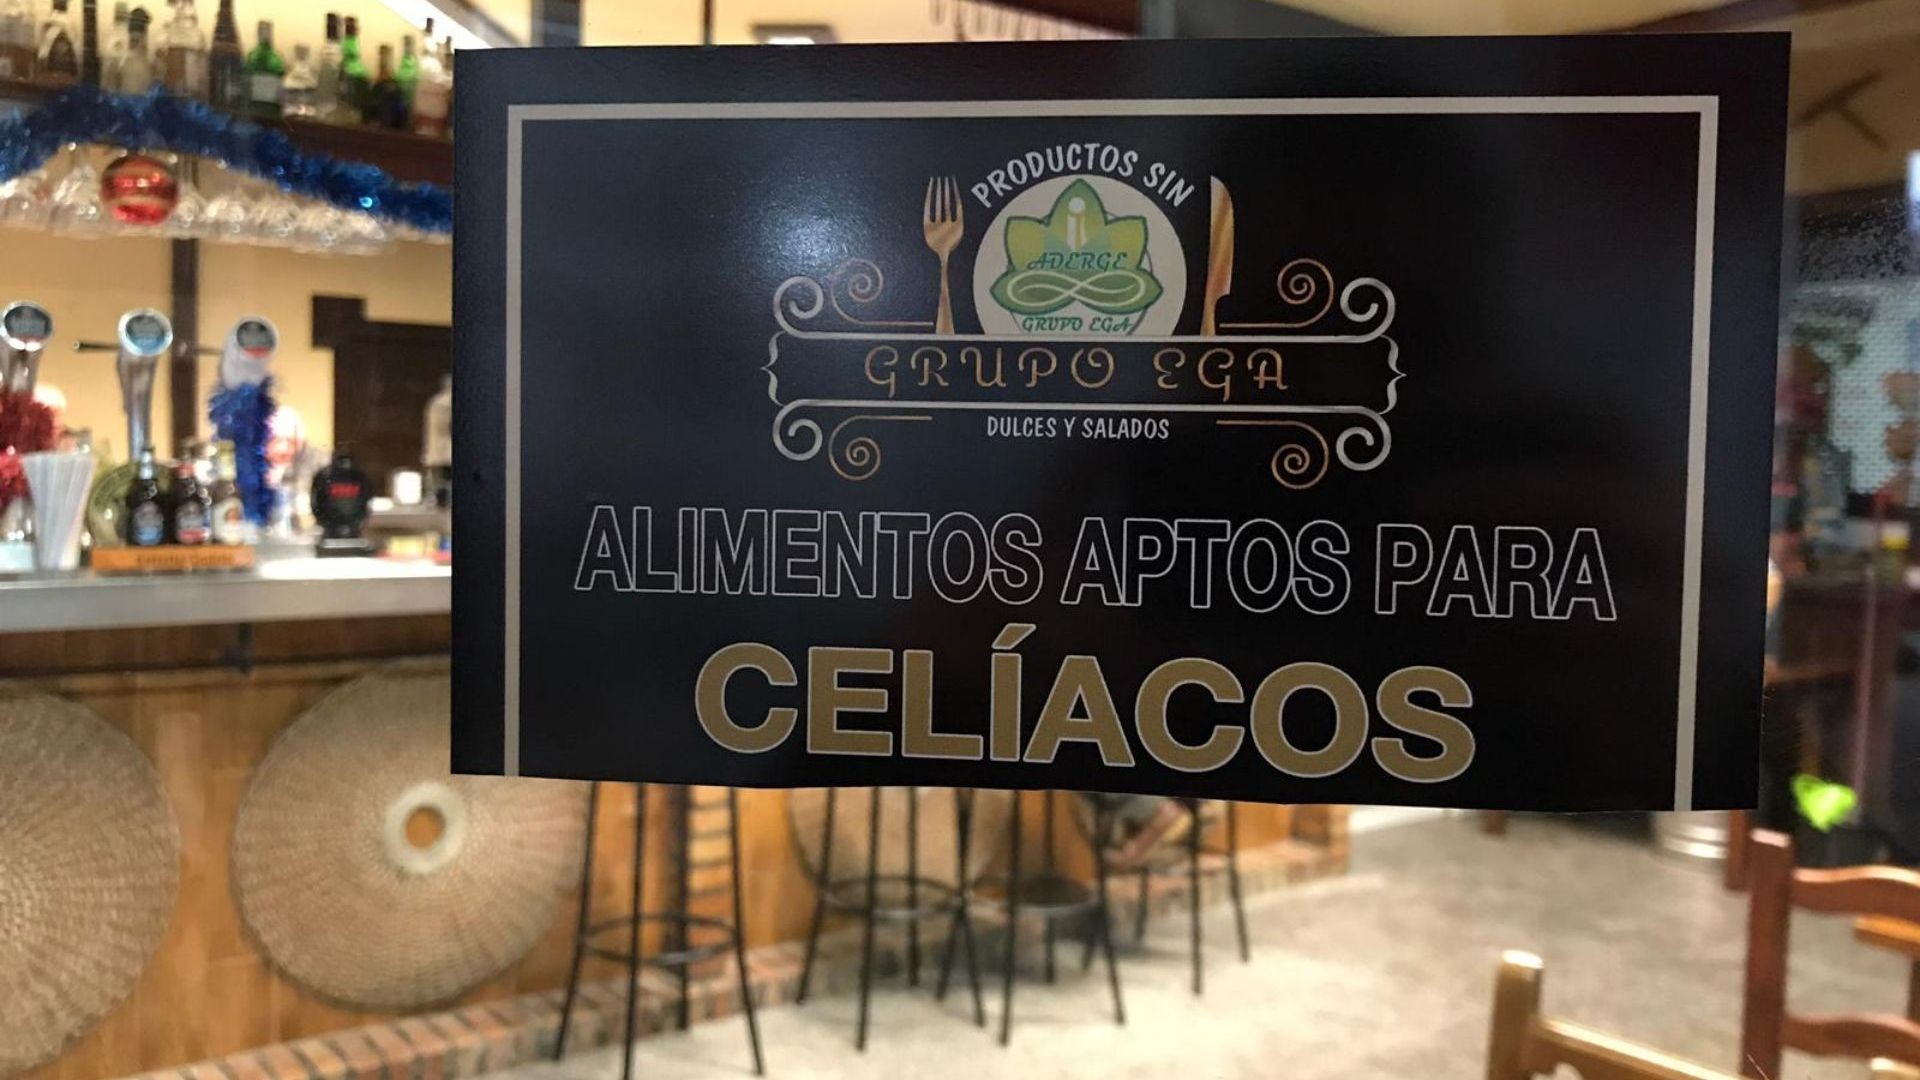 PRODUCTOS SIN
ADERGE
GRUPO EGA
GRUPO EGA
DULCES Y SALADOS
ALIMENTOS APTOS PARA
CELÍACOS